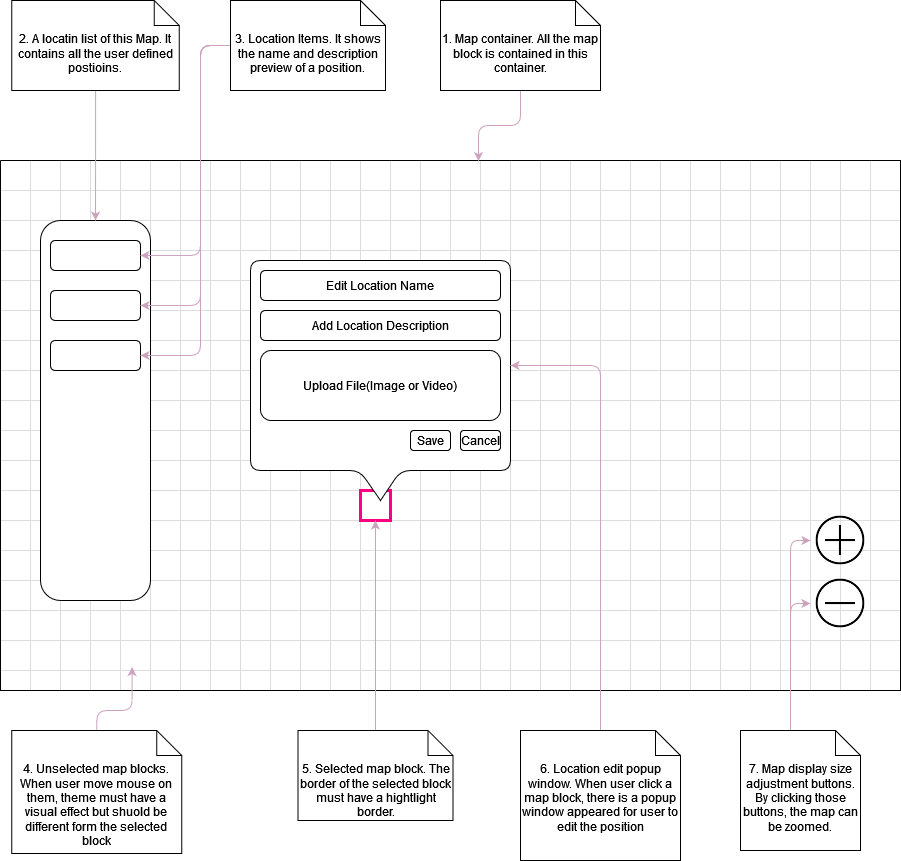 2. A locatin list of this Map. It
contains all the user defined
postioins.
3. Location Items. It shows
the name and description
preview of a position.
1. Map container. All the map
block is contained in this
container.
Edit Location Name
Add Location Description
Upload File(Image or Video)
Save
Cancel
4. Unselected map blocks.
When user move mouse on
them, theme must have a
visual effect but shuold be
different form the selected
block
5. Selected map block. The
border of the selected block
must have a hightlight
border.
6. Location edit popup
window. When user click a
map block, there is a popup
window appeared for user to
edit the position
7. Map display size
adjustment buttons.
By clicking those
buttons, the map can
be zoomed.